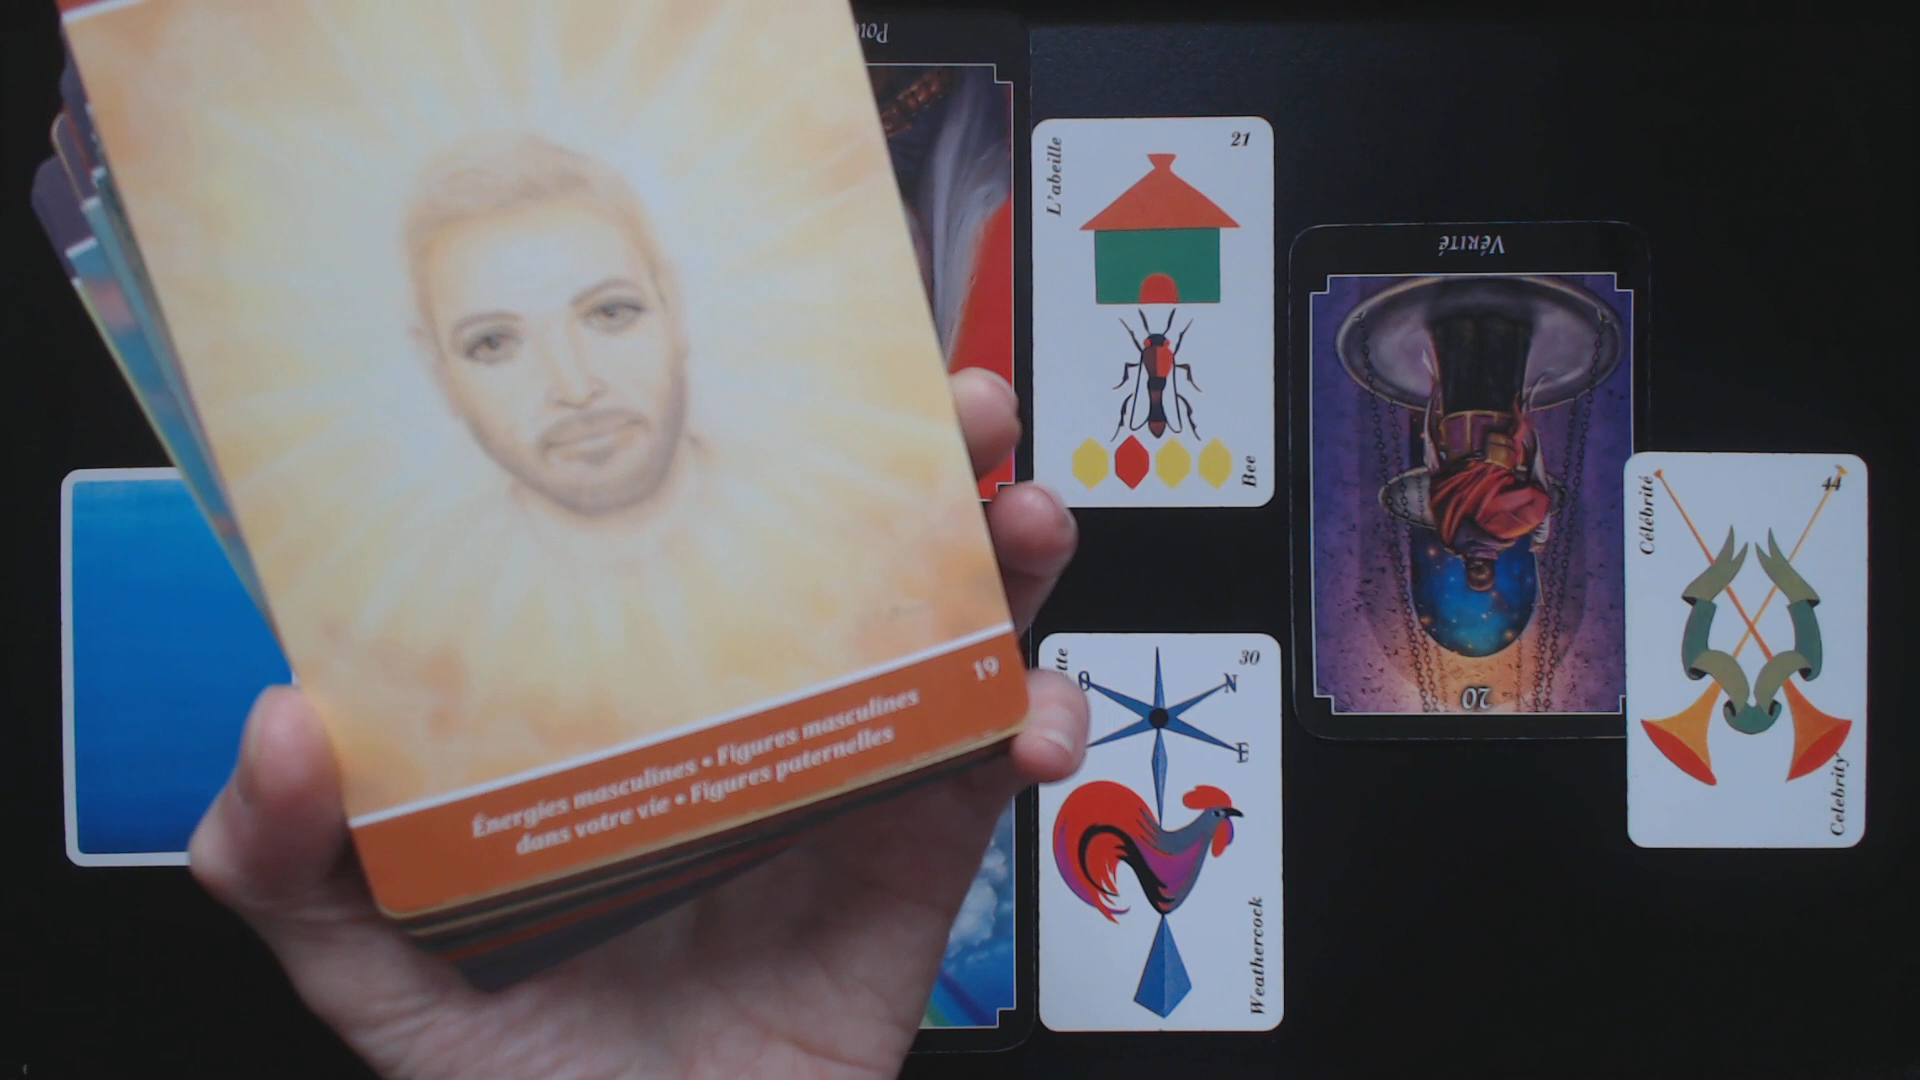 Énergies masculines • Figures masculines
dans votre vie • Figures paternelles
19
Pou
L'abeille
21
Bee
tte
30
O
N
E
Weathercock
Vérité
20
Célébrité
44
Celebrity